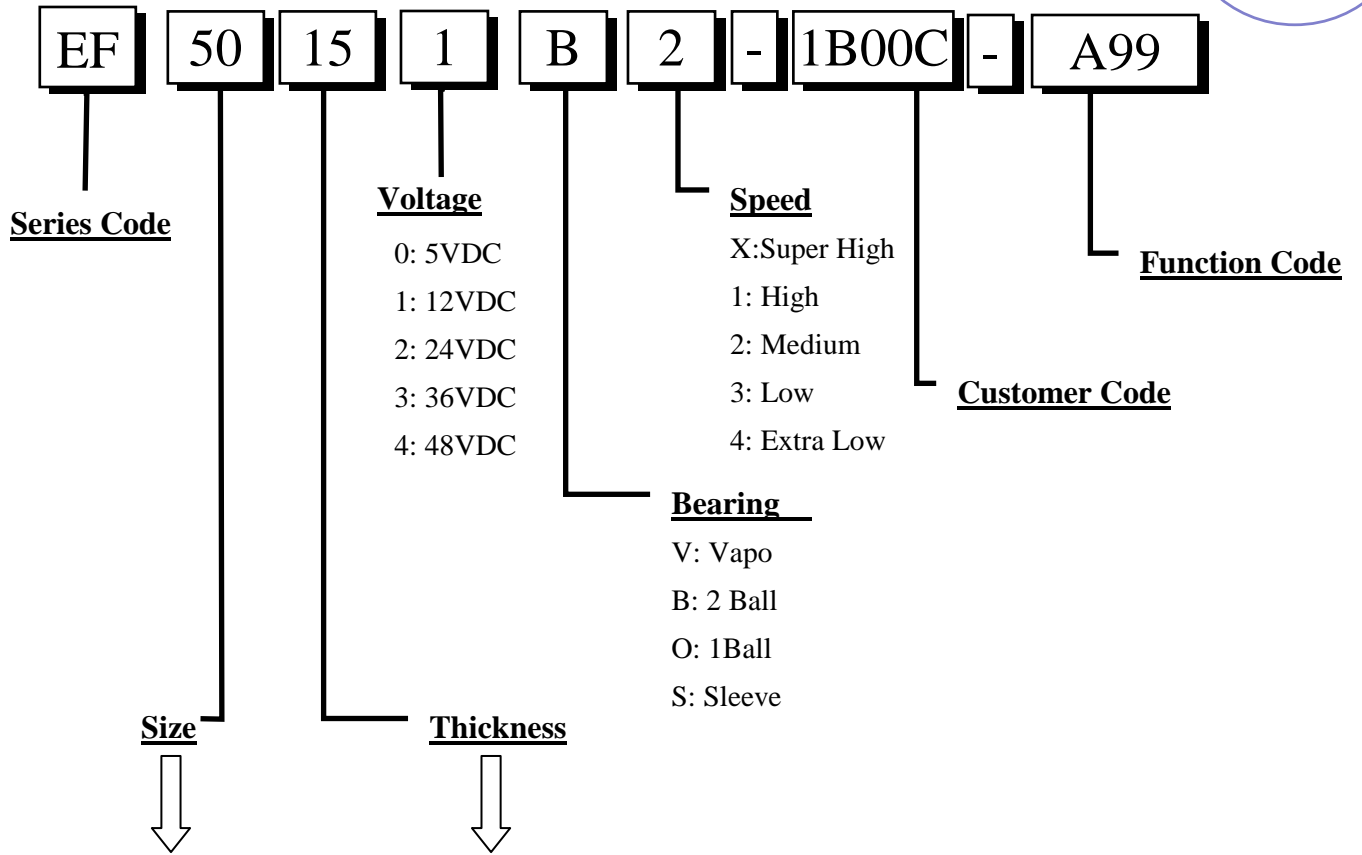 EF 50 15 1 B 2 - 1B00C - A99
Series Code
Voltage
0: 5VDC
1: 12VDC
2: 24VDC
3: 36VDC
4: 48VDC
Speed
X:Super High
1: High
2: Medium
3: Low
4: Extra Low
Function Code
Customer Code
Bearing
V: Vapo
B: 2 Ball
O: 1Ball
S: Sleeve
Size
Thickness